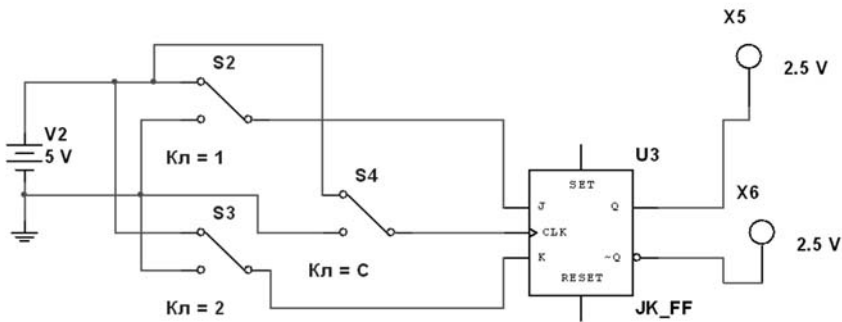 X5
2.5 V
S2
V2
5 V
Кл = 1
S4
U3
SET
J
Q
X6
S3
CLK
2.5 V
Кл = C
K
~Q
RESET
Кл = 2
JK_FF